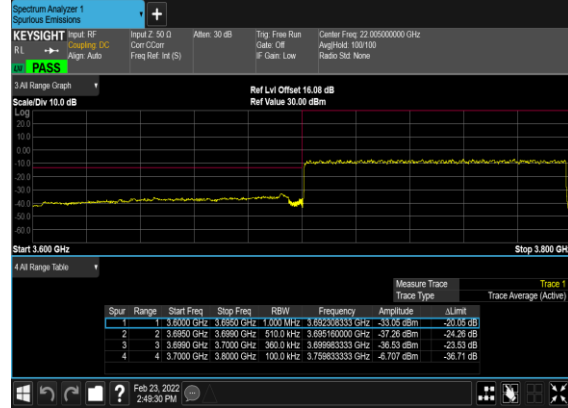 Spectrum Analyzer 1
Spurious Emissions
+
KEYSIGHT Input: RF Input Z: 50 Ω Atten: 30 dB Trig: Free Run Center Freq: 22.005000000 GHz
RL Coupling: DC Corr CCorr Gate: Off Avg|Hold: 100/100
Align: Auto Freq Ref: Int (S) IF Gain: Low Radio Std: None
PASS
3 All Range Graph Ref Lvl Offset 16.08 dB
Scale/Div 10.0 dB Ref Value 30.00 dBm
Log
20.0
10.0
0.00
-10.0
-20.0
-30.0
-40.0
-50.0
-60.0
Start 3.600 GHz Stop 3.800 GH
4 All Range Table
Measure Trace Trace 1
Trace Type Trace Average (Active)
Spur Range Start Freq Stop Freq RBW Frequency Amplitude ΔLimit
1 1 3.6000 GHz 3.6950 GHz 1.000 MHz 3.692308333 GHz -33.05 dBm -20.05 dB
2 2 3.6950 GHz 3.6990 GHz 510.0 kHz 3.695160000 GHz -37.26 dBm -24.26 dB
3 3 3.6990 GHz 3.7000 GHz 360.0 kHz 3.699983333 GHz -36.53 dBm -23.53 dB
4 4 3.7000 GHz 3.8000 GHz 100.0 kHz 3.759833333 GHz -6.707 dBm -36.71 dB
?
Feb 23, 2022
2:49:30 PM